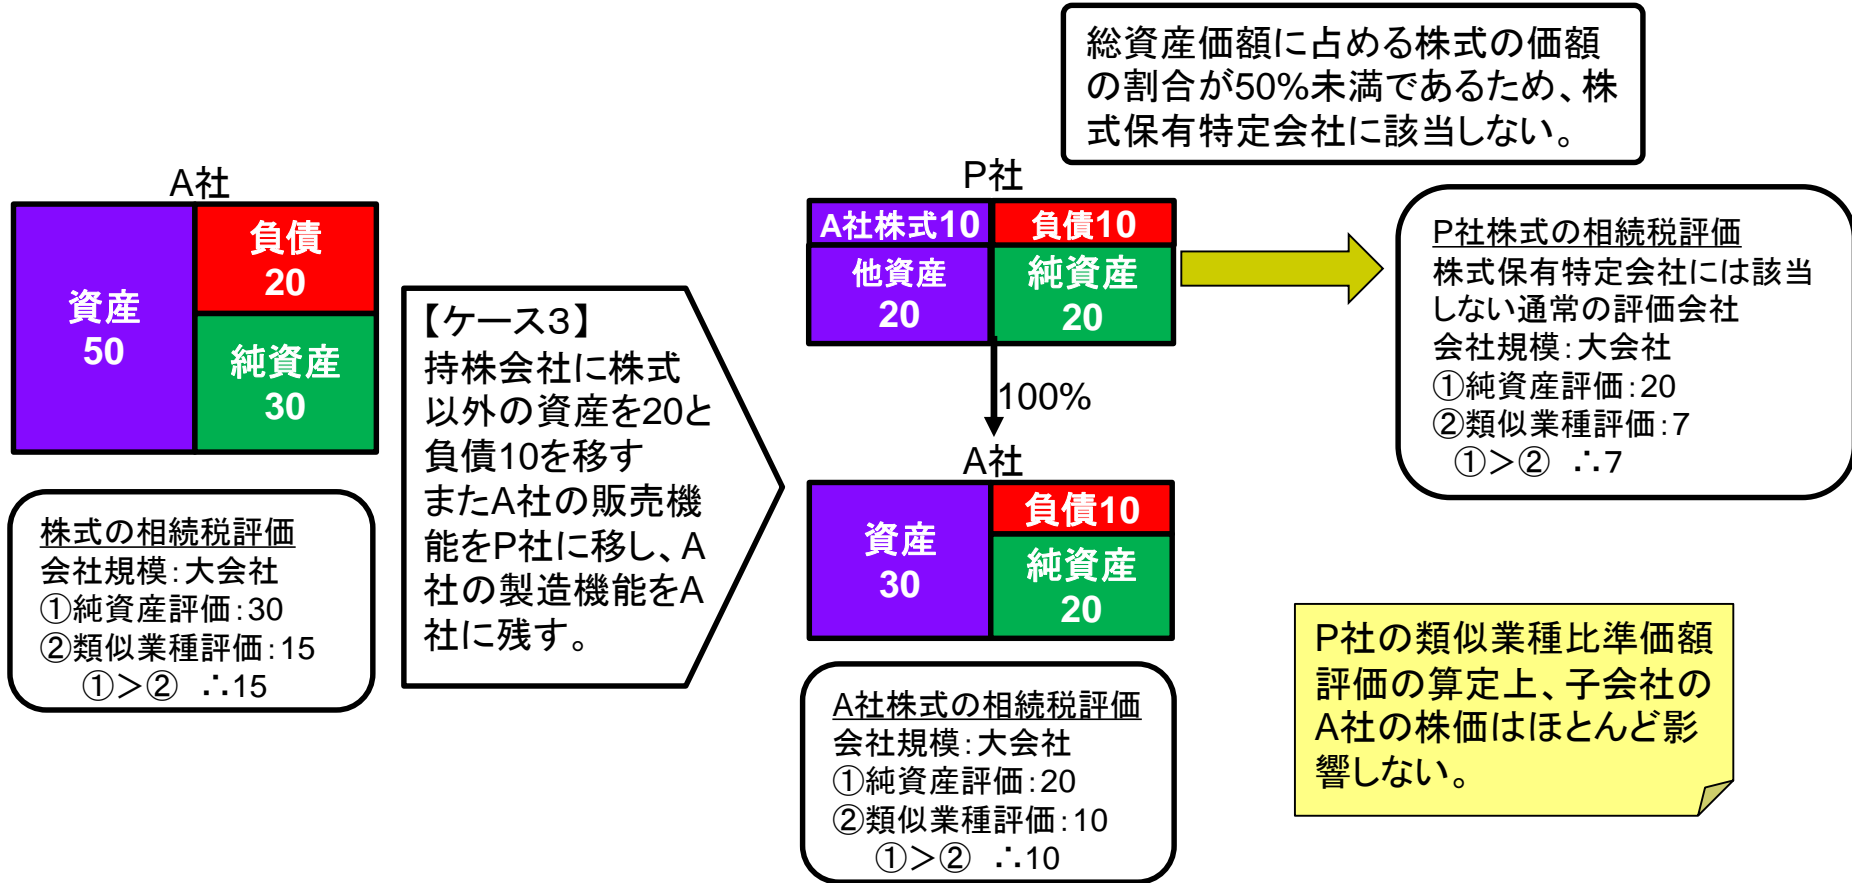 総資産価額に占める株式の価額
の割合が50%未満であるため、株
式保有特定会社に該当しない。
A社
資産
50
負債
20
純資産
30
株式の相続税評価
会社規模：大会社
①純資産評価：30
②類似業種評価：15
①＞② ∴15
【ケース３】
持株会社に株式
以外の資産を20と
負債10を移す
またA社の販売機
能をP社に移し、A
社の製造機能をA
社に残す。
P社
A社株式10
負債10
他資産
20
純資産
20
100%
A社
資産
30
負債10
純資産
20
A社株式の相続税評価
会社規模：大会社
①純資産評価：20
②類似業種評価：10
①＞② ∴10
P社株式の相続税評価
株式保有特定会社には該当
しない通常の評価会社
会社規模：大会社
①純資産評価：20
②類似業種評価：7
①＞② ∴7
P社の類似業種比準価額
評価の算定上、子会社の
A社の株価はほとんど影
響しない。